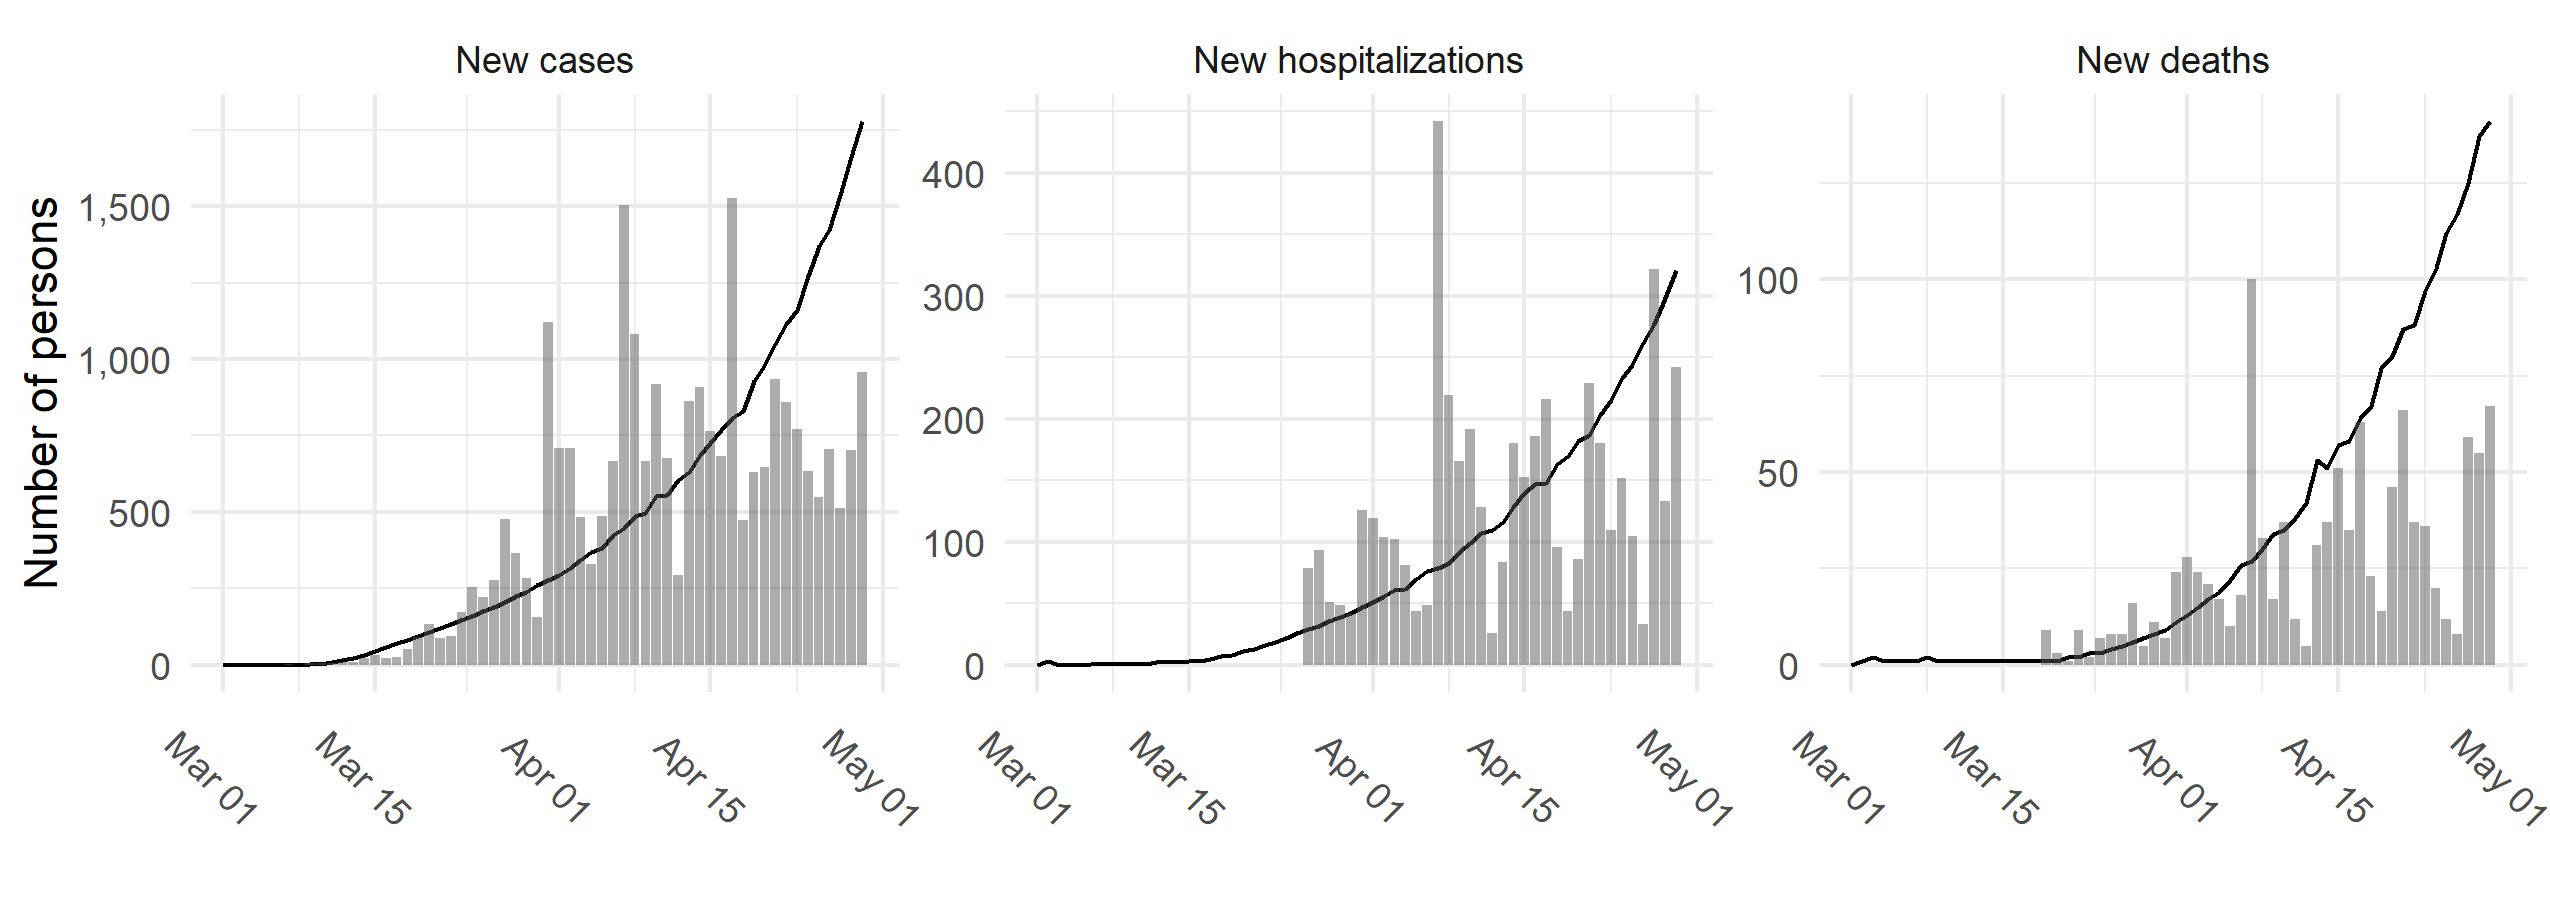 New cases
New hospitalizations
New deaths
Number of persons
1,500
1,000
500
0
Mar 01
Mar 15
Apr 01
Apr 15
May 01
400
300
200
100
0
Mar 01
Mar 15
Apr 01
Apr 15
May 01
100
50
0
Mar 01
Mar 15
Apr 01
Apr 15
May 01